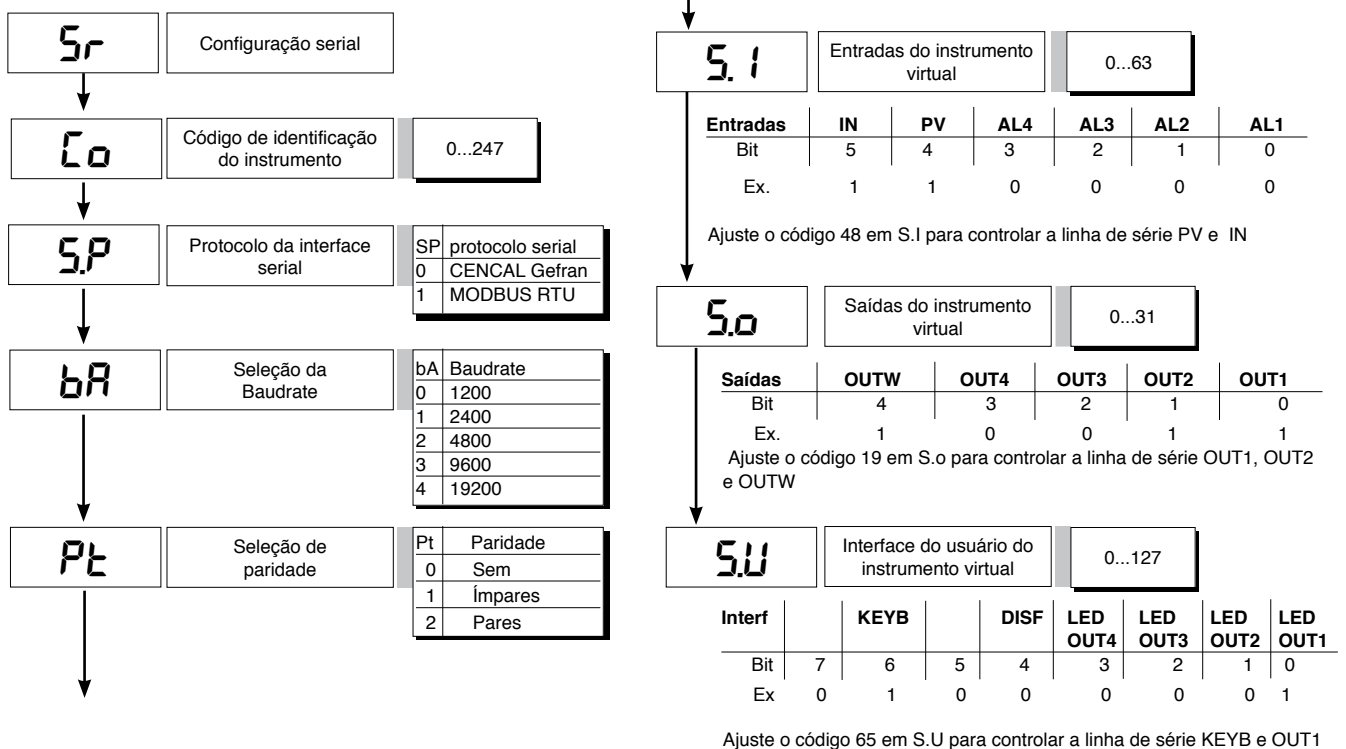 Sr
Configuração serial
Co
Código de identificação
do instrumento
0...247
S.P
Protocolo da interface
serial
SP protocolo serial
0 CENCAL Gefran
1 MODBUS RTU
bA
Seleção da
Baudrate
bA Baudrate
0 1200
1 2400
2 4800
3 9600
4 19200
Pt
Seleção de
paridade
Pt Paridade
0 Sem
1 Ímpares
2 Pares
S. I
Entradas do instrumento
virtual
0...63
Entradas IN PV AL4 AL3 AL2 AL1
Bit 5 4 3 2 1 0
Ex. 1 1 0 0 0 0
Ajuste o código 48 em S.I para controlar a linha de série PV e IN
S.o
Saídas do instrumento
virtual
0...31
Saídas OUTW OUT4 OUT3 OUT2 OUT1
Bit 4 3 2 1 0
Ex. 1 0 0 1 1
Ajuste o código 19 em S.o para controlar a linha de série OUT1, OUT2
e OUTW
S.U
Interface do usuário do
instrumento virtual
0...127
Interf KEYB DISF LED LED LED LED
OUT4 OUT3 OUT2 OUT1
Bit 7 6 5 4 3 2 1 0
Ex 0 1 0 0 0 0 0 1
Ajuste o código 65 em S.U para controlar a linha de série KEYB e OUT1